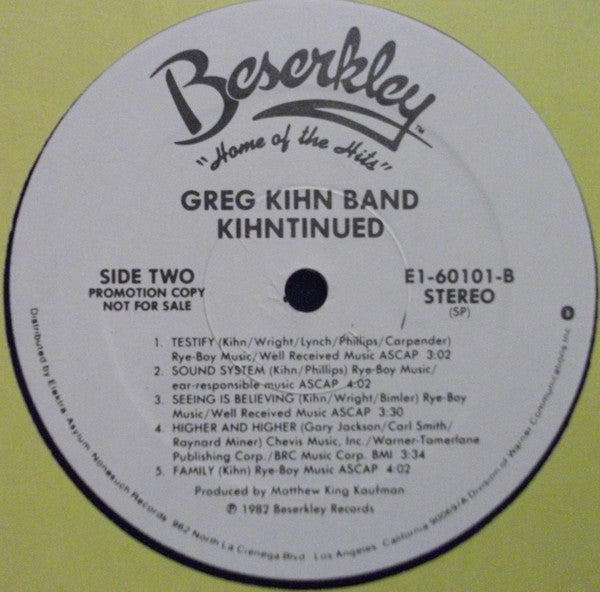 Beserkley™
"Home of the Hits"
GREG KIHN BAND
KIHNTINUED
SIDE TWO
PROMOTION COPY
NOT FOR SALE
E1-60101-B
STEREO
(SP)
1. TESTIFY (Kihn/Wright/Lynch/Phillips/Carpender)
Rye-Boy Music/Well Received Music ASCAP 3:02
2. SOUND SYSTEM (Kihn/Phillips) Rye-Boy Music/
ear-responsible music ASCAP 4:02
3. SEEING IS BELIEVING (Kihn/Wright/Bimler) Rye-Boy
Music/Well Received Music ASCAP 3:30
4. HIGHER AND HIGHER (Gary Jackson/Carl Smith/
Raynard Miner) Chevis Music, Inc./Warner-Tamerlane
Publishing Corp./BRC Music Corp. BMI 3:34
5. FAMILY (Kihn) Rye-Boy Music ASCAP 4:02
Produced by Matthew King Kaufman
℗ 1982 Beserkley Records
Distributed by Elektra/Asylum/Nonesuch Records 962 North La Cienega Blvd. Los Angeles, California 90069/A Division of Warner Communications Inc.